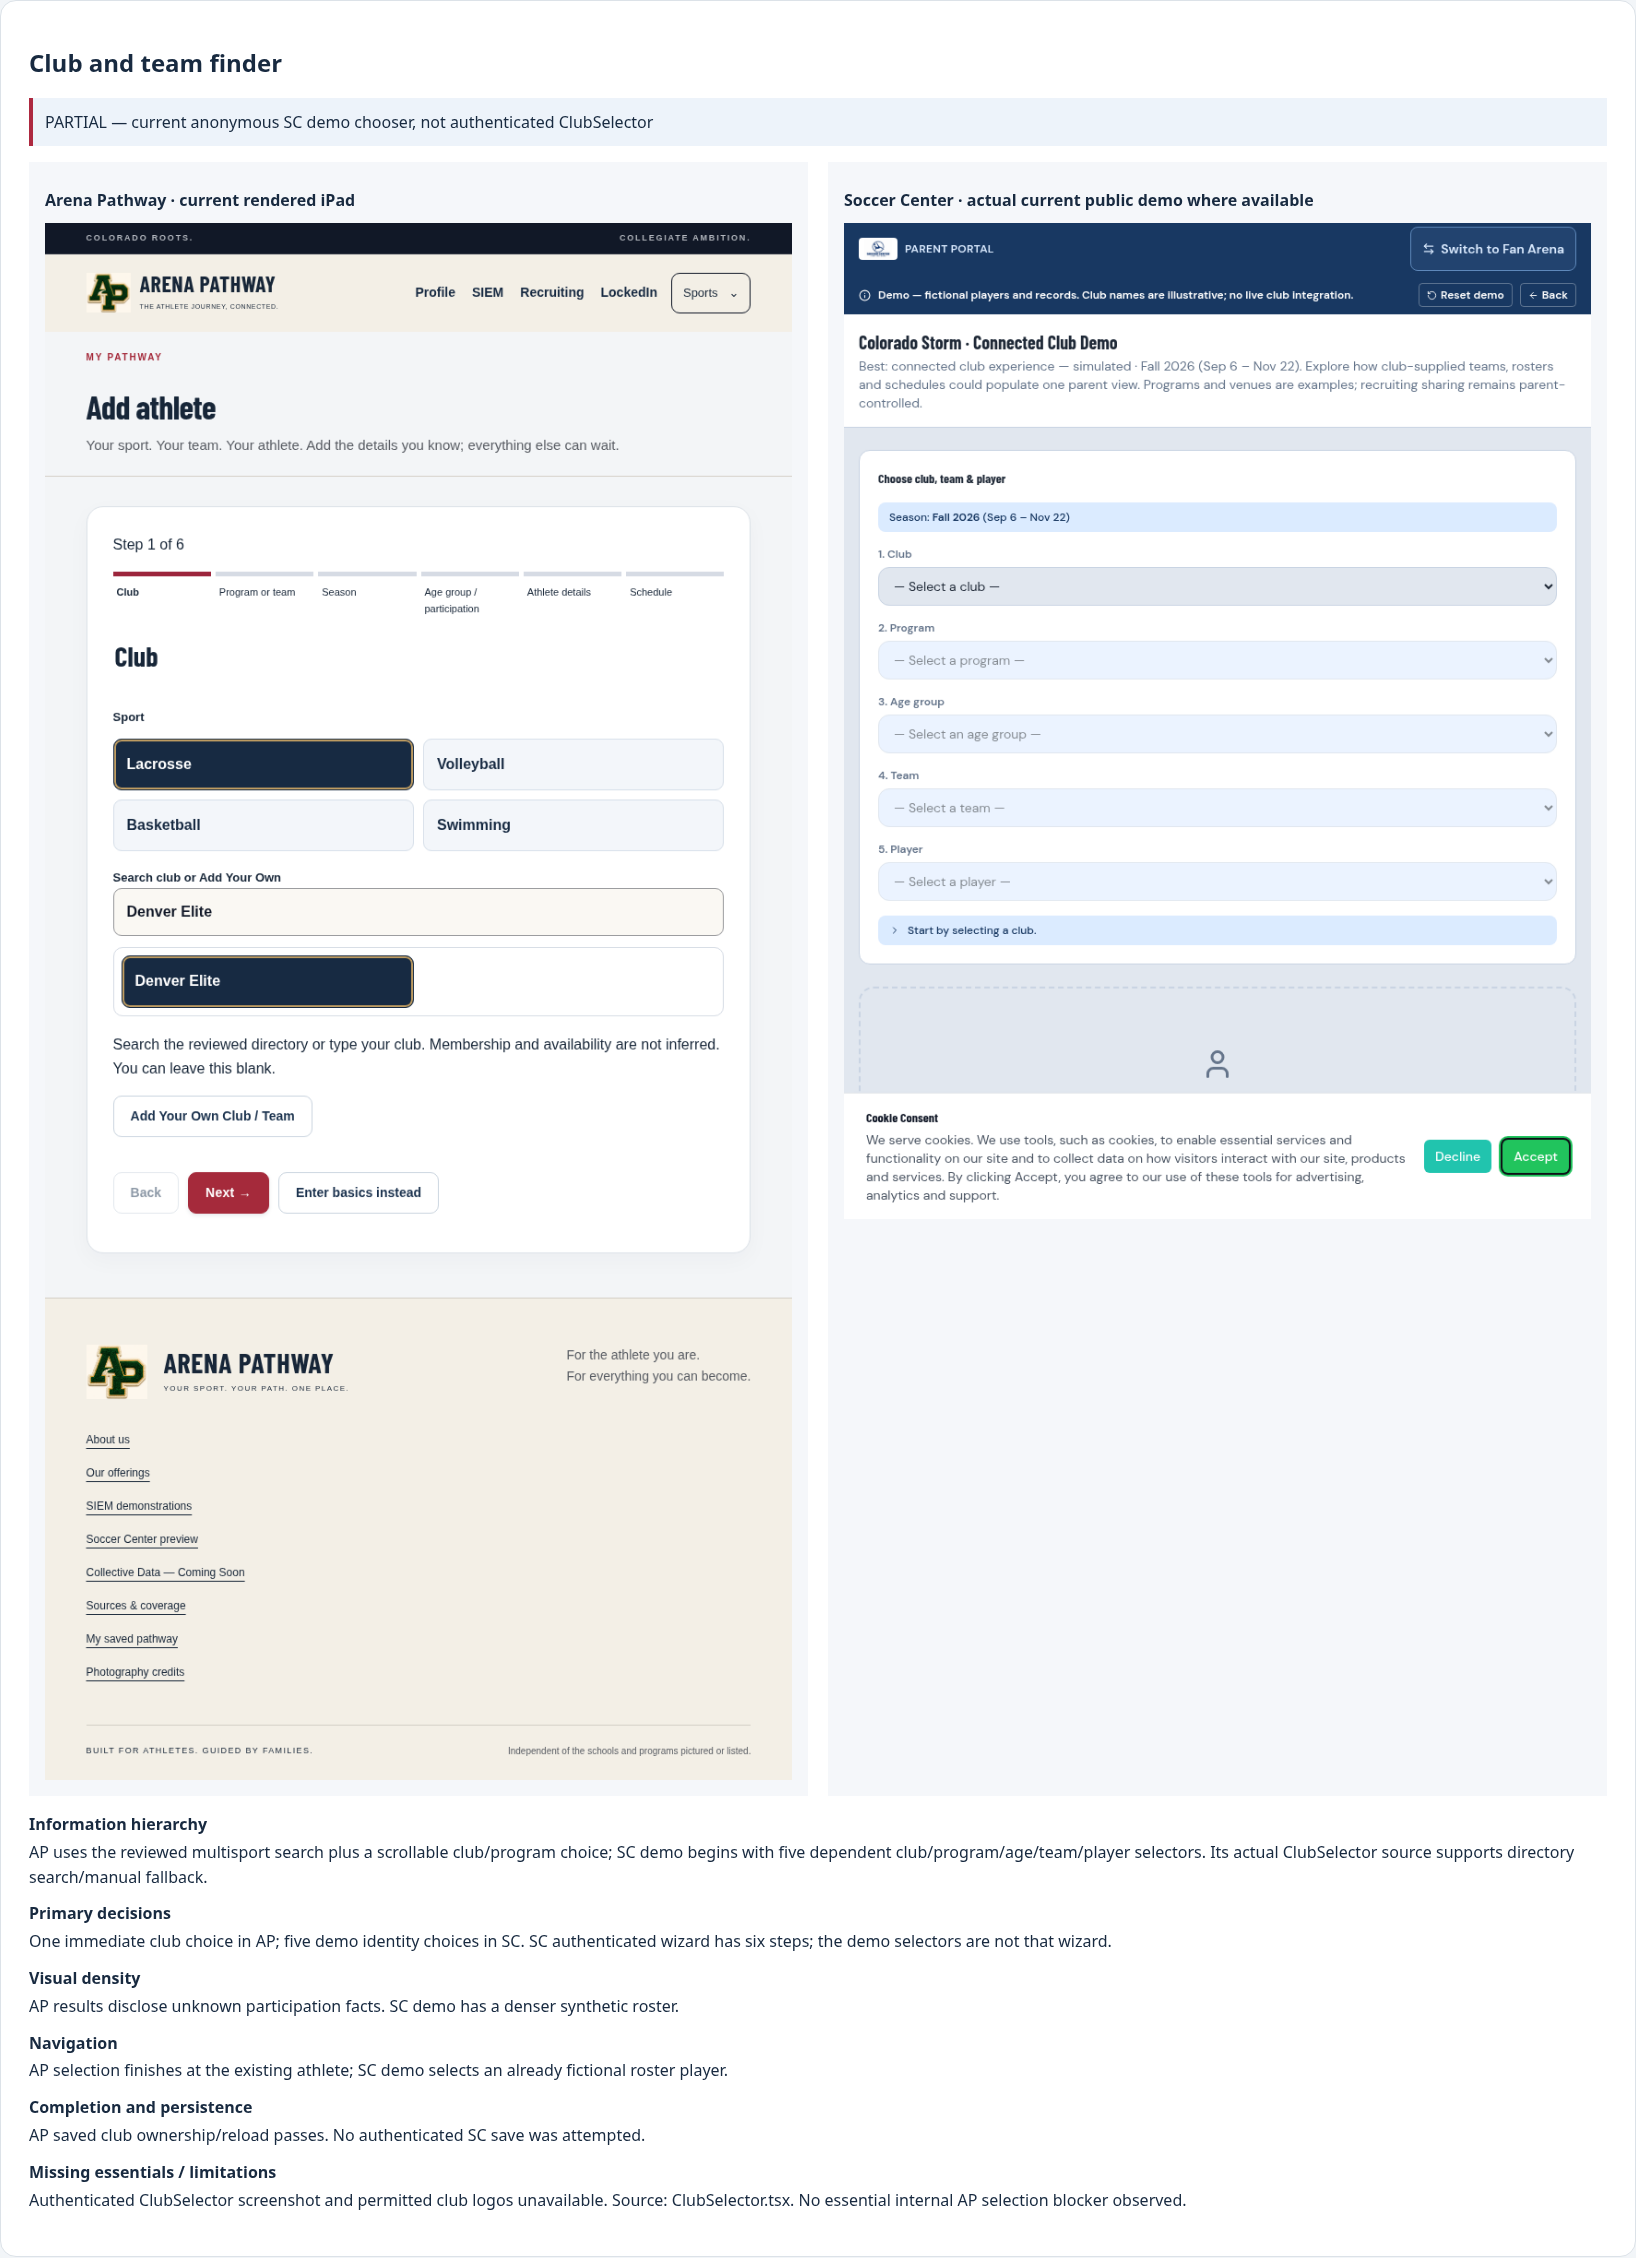 Club and team finder
PARTIAL — current anonymous SC demo chooser, not authenticated ClubSelector
Arena Pathway · current rendered iPad
COLORADO ROOTS.
COLLEGIATE AMBITION.
AP
ARENA PATHWAY
THE ATHLETE JOURNEY, CONNECTED.
Profile
SIEM
Recruiting
LockedIn
Sports
MY PATHWAY
Add athlete
Your sport. Your team. Your athlete. Add the details you know; everything else can wait.
Step 1 of 6
Club
Program or team
Season
Age group /
participation
Athlete details
Schedule
Club
Sport
Lacrosse
Volleyball
Basketball
Swimming
Search club or Add Your Own
Denver Elite
Denver Elite
Search the reviewed directory or type your club. Membership and availability are not inferred.
You can leave this blank.
Add Your Own Club / Team
Back
Next →
Enter basics instead
AP
ARENA PATHWAY
YOUR SPORT. YOUR PATH. ONE PLACE.
For the athlete you are.
For everything you can become.
About us
Our offerings
SIEM demonstrations
Soccer Center preview
Collective Data — Coming Soon
Sources & coverage
My saved pathway
Photography credits
BUILT FOR ATHLETES. GUIDED BY FAMILIES.
Independent of the schools and programs pictured or listed.
Soccer Center · actual current public demo where available
PARENT PORTAL
Switch to Fan Arena
Demo — fictional players and records. Club names are illustrative; no live club integration.
Reset demo
Back
Colorado Storm · Connected Club Demo
Best: connected club experience — simulated · Fall 2026 (Sep 6 – Nov 22). Explore how club-supplied teams, rosters
and schedules could populate one parent view. Programs and venues are examples; recruiting sharing remains parent-
controlled.
Choose club, team & player
Season: Fall 2026 (Sep 6 – Nov 22)
1. Club
— Select a club —
2. Program
— Select a program —
3. Age group
— Select an age group —
4. Team
— Select a team —
5. Player
— Select a player —
Start by selecting a club.
Cookie Consent
We serve cookies. We use tools, such as cookies, to enable essential services and
functionality on our site and to collect data on how visitors interact with our site, products
and services. By clicking Accept, you agree to our use of these tools for advertising,
analytics and support.
Decline
Accept
Information hierarchy
AP uses the reviewed multisport search plus a scrollable club/program choice; SC demo begins with five dependent club/program/age/team/player selectors. Its actual ClubSelector source supports directory
search/manual fallback.
Primary decisions
One immediate club choice in AP; five demo identity choices in SC. SC authenticated wizard has six steps; the demo selectors are not that wizard.
Visual density
AP results disclose unknown participation facts. SC demo has a denser synthetic roster.
Navigation
AP selection finishes at the existing athlete; SC demo selects an already fictional roster player.
Completion and persistence
AP saved club ownership/reload passes. No authenticated SC save was attempted.
Missing essentials / limitations
Authenticated ClubSelector screenshot and permitted club logos unavailable. Source: ClubSelector.tsx. No essential internal AP selection blocker observed.